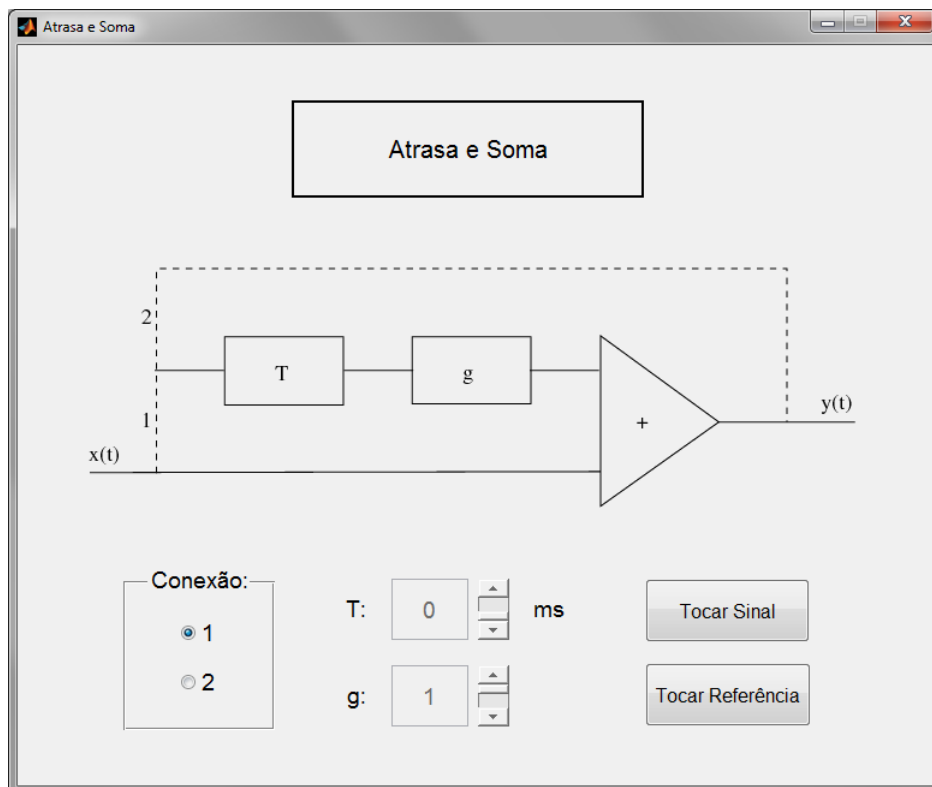 Atrasa e Soma
Atrasa e Soma
2
T
g
1
+
y(t)
x(t)
Conexão:
1
2
T:
0
ms
g:
1
Tocar Sinal
Tocar Referência